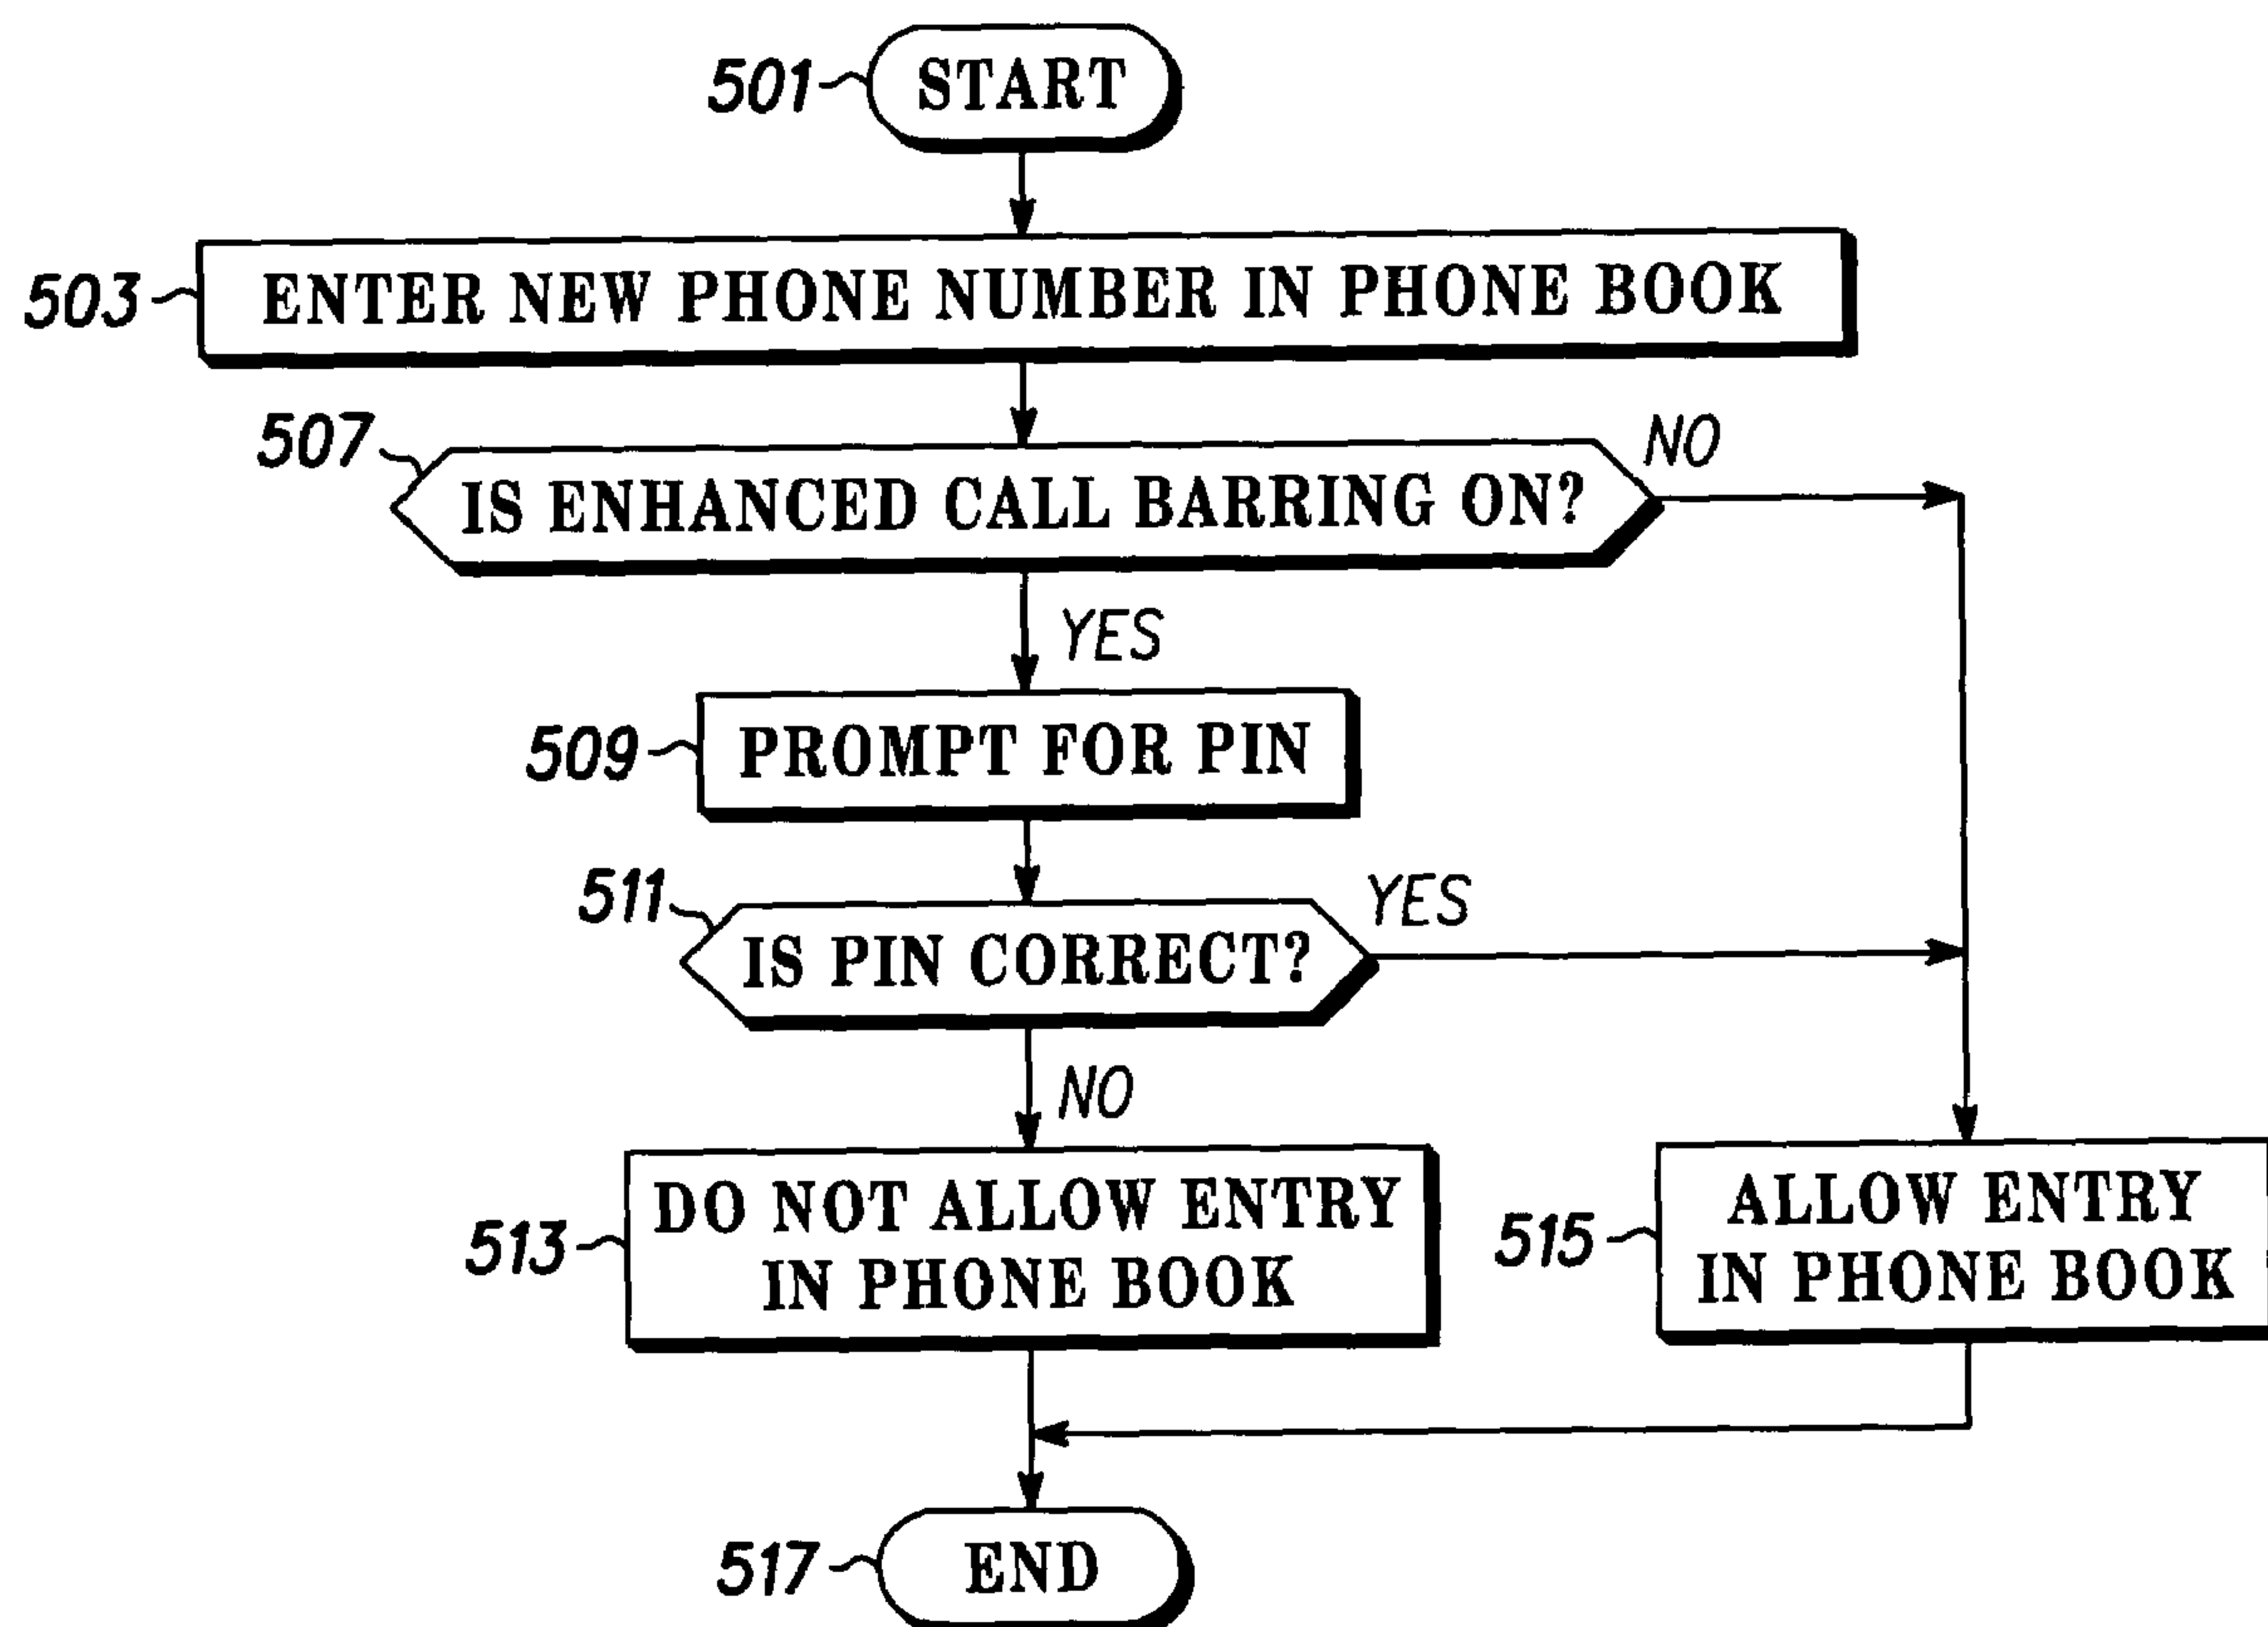 501
START
503
ENTER NEW PHONE NUMBER IN PHONE BOOK
507
IS ENHANCED CALL BARRING ON?
NO
YES
509
PROMPT FOR PIN
511
IS PIN CORRECT?
YES
NO
513
DO NOT ALLOW ENTRY
IN PHONE BOOK
515
ALLOW ENTRY
IN PHONE BOOK
517
END